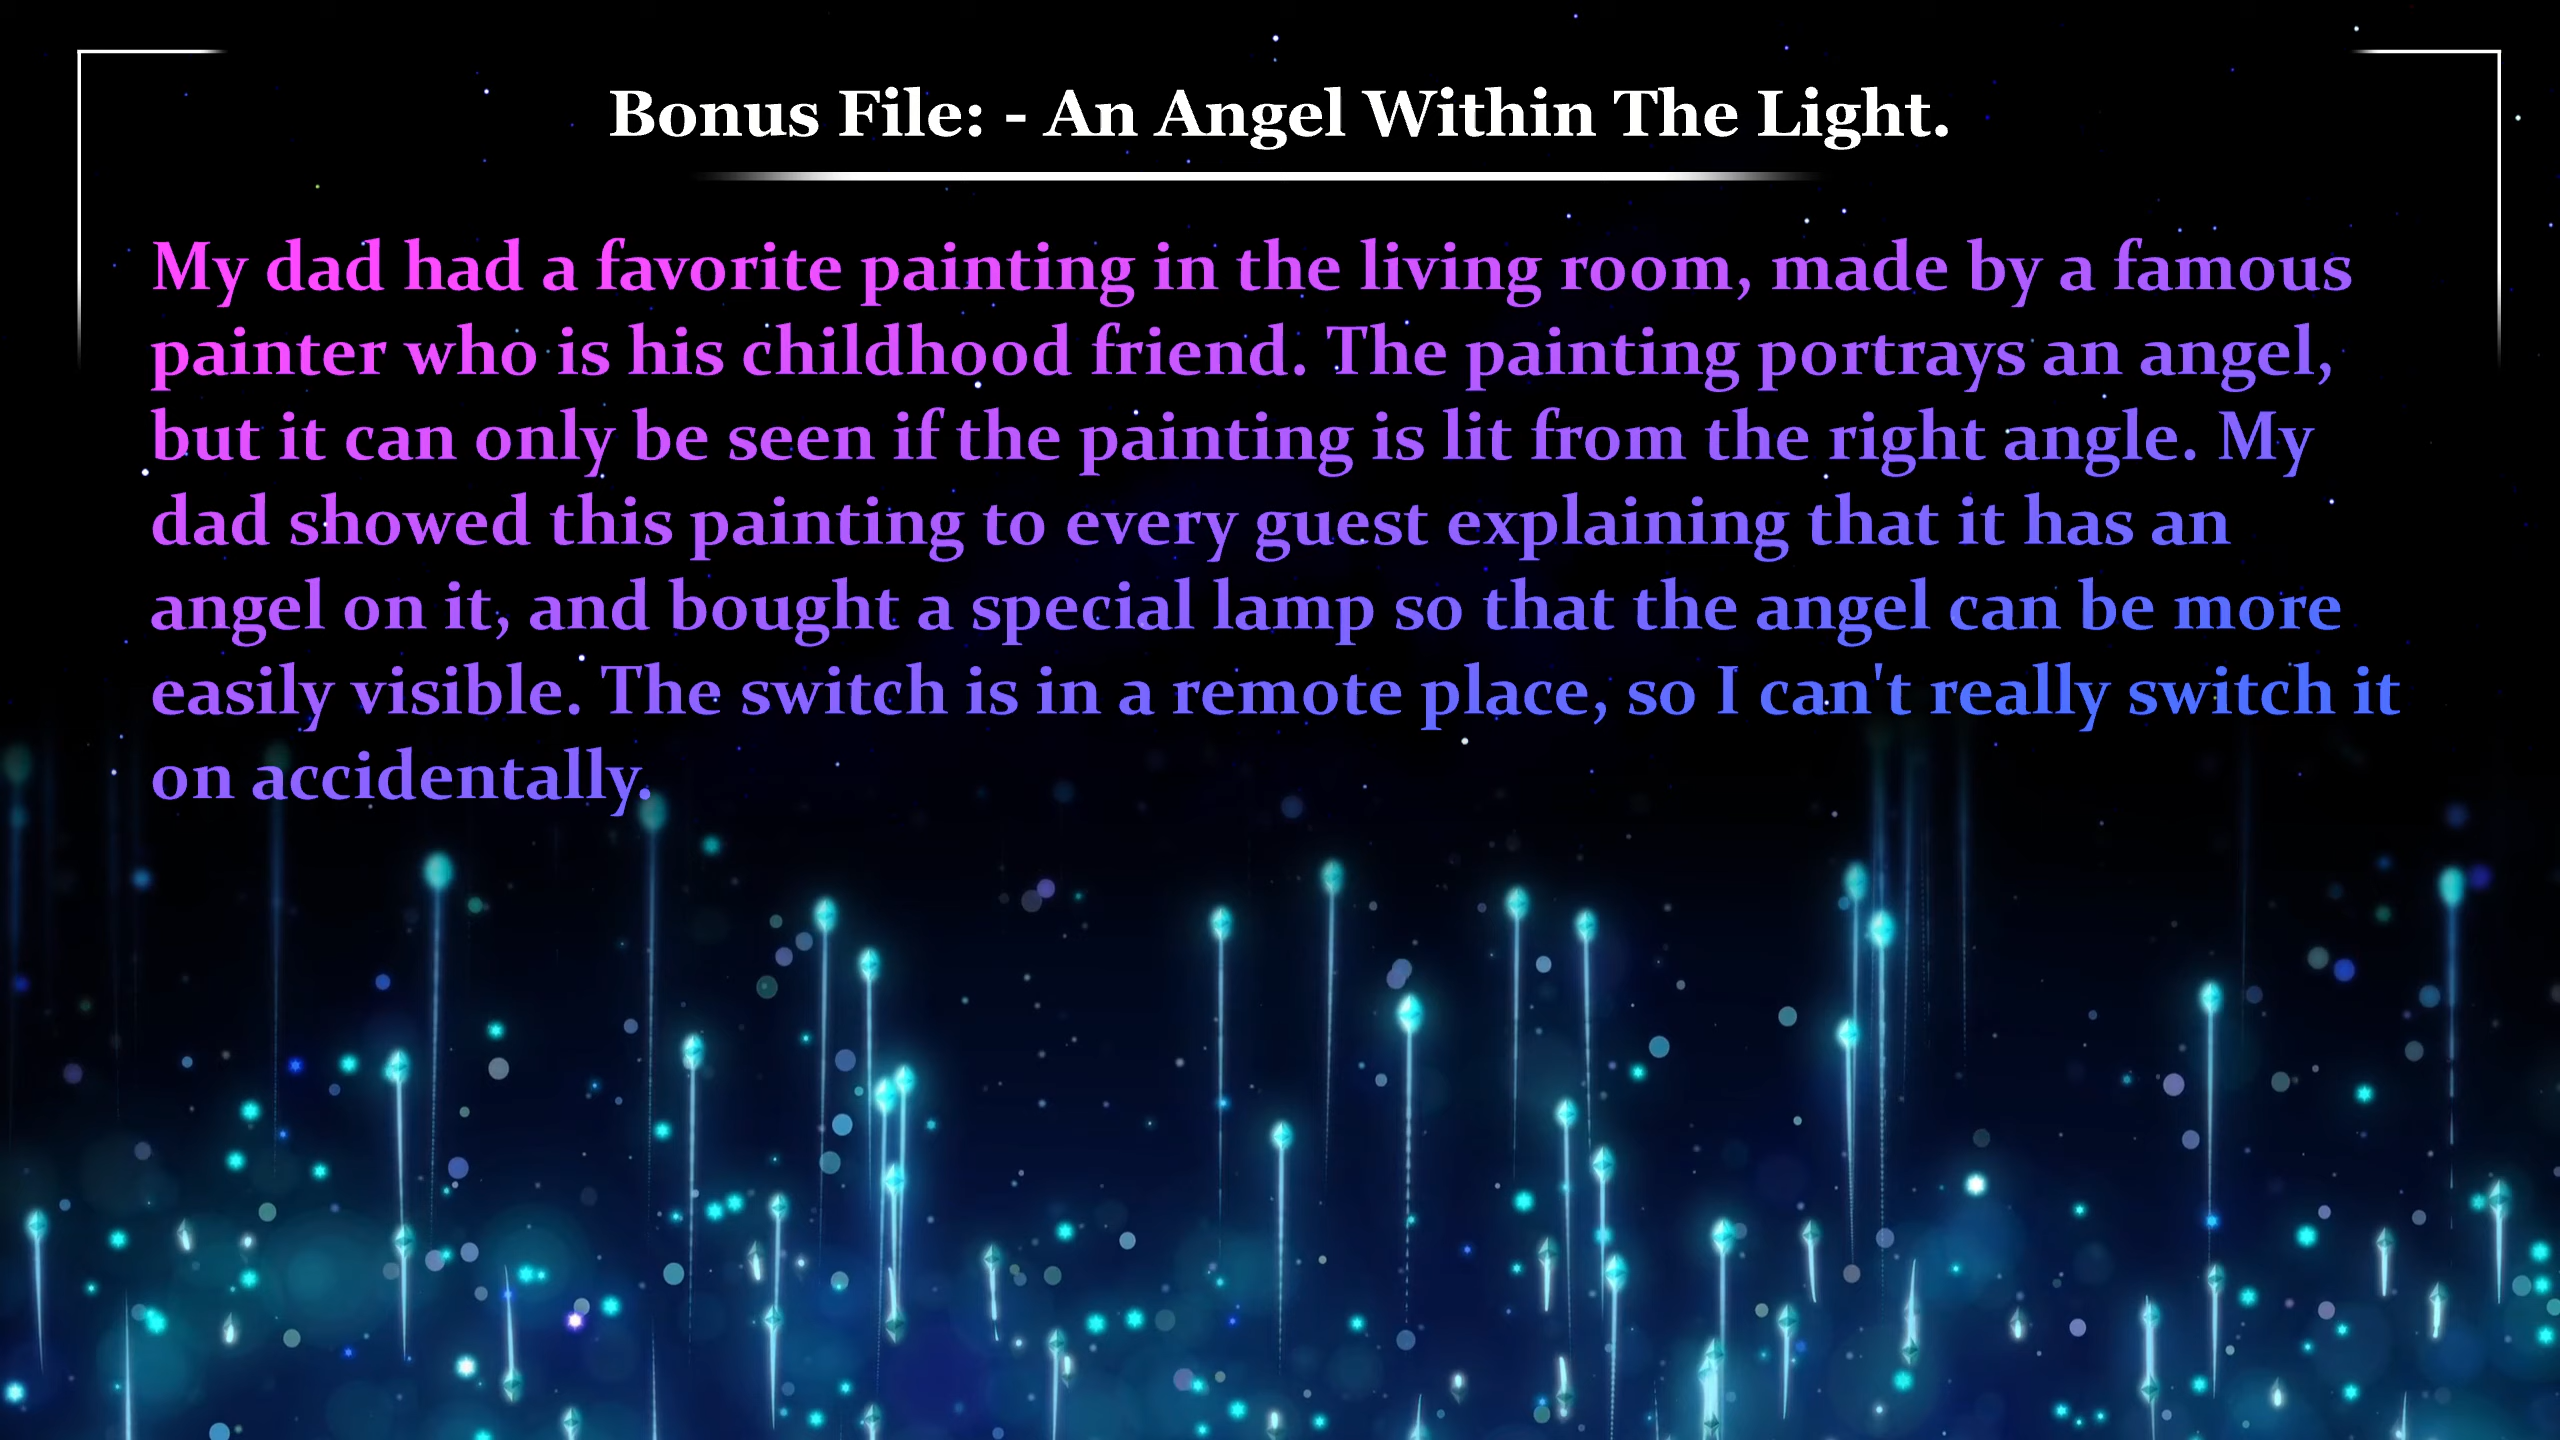 Bonus File: - An Angel Within The Light.
My dad had a favorite painting in the living room, made by a famous
painter who is his childhood friend. The painting portrays an angel,
but it can only be seen if the painting is lit from the right angle. My
dad showed this painting to every guest explaining that it has an
angel on it, and bought a special lamp so that the angel can be more
easily visible. The switch is in a remote place, so I can't really switch it
on accidentally.